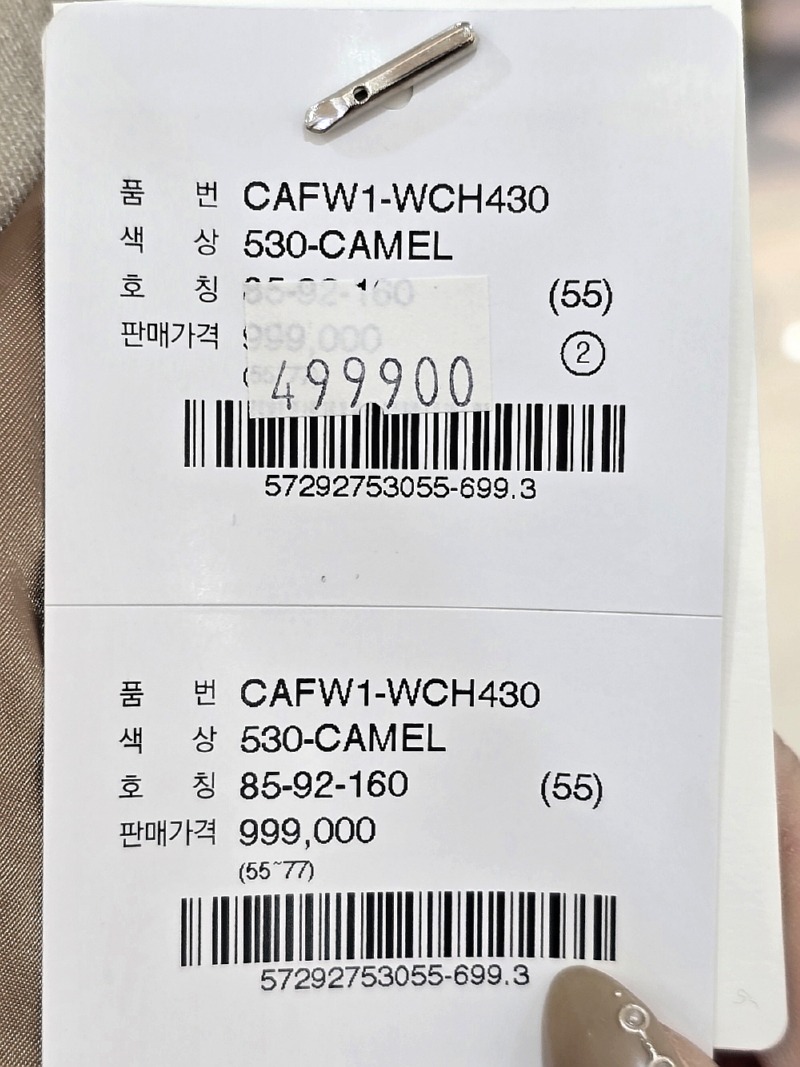 품 번 CAFW1-WCH430
색 상 530-CAMEL
호 칭 85-92-160 (55)
판매가격 999,000 ②
499900
57292753055-699.3
품 번 CAFW1-WCH430
색 상 530-CAMEL
호 칭 85-92-160 (55)
판매가격 999,000
(55~77)
57292753055-699.3